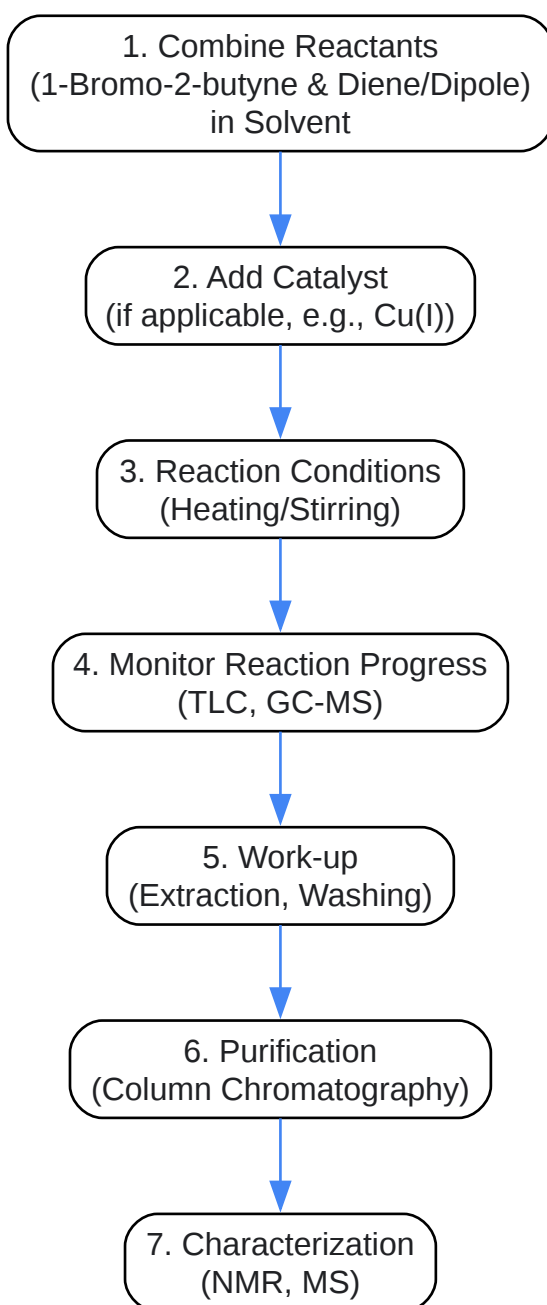 1. Combine Reactants
(1-Bromo-2-butyne & Diene/Dipole)
in Solvent
2. Add Catalyst
(if applicable, e.g., Cu(I))
3. Reaction Conditions
(Heating/Stirring)
4. Monitor Reaction Progress
(TLC, GC-MS)
5. Work-up
(Extraction, Washing)
6. Purification
(Column Chromatography)
7. Characterization
(NMR, MS)